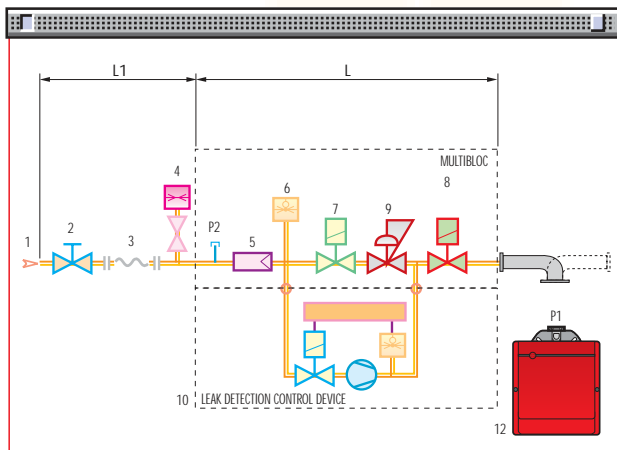 L1 L
MULTIBLOC
4 6 7 9 8
2 P2
1 3 5
P1
10 LEAK DETECTION CONTROL DEVICE
12